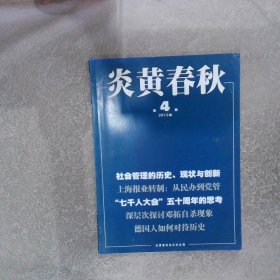 炎黄春秋
第4期
2012年
社会管理的历史、现状与创新
上海报业转制：从民办到党管
“七千人大会”五十周年的思考
深层次探讨邓拓自杀现象
德国人如何对待历史